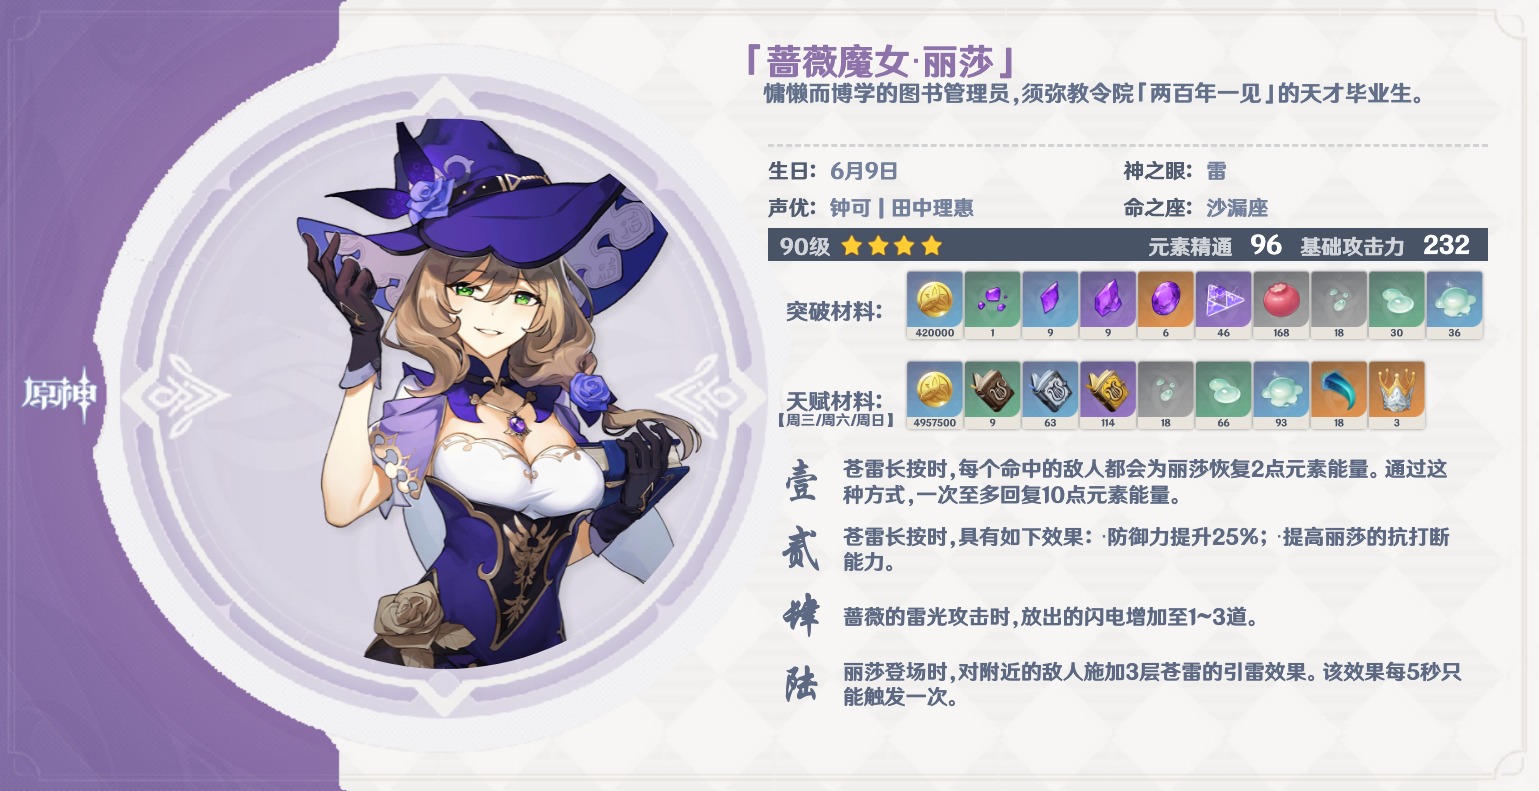 原神
「蔷薇魔女·丽莎」
慵懒而博学的图书管理员,须弥教令院「两百年一见」的天才毕业生。
生日: 6月9日 神之眼: 雷
声优: 钟可 | 田中理惠 命之座: 沙漏座
90级 元素精通 96 基础攻击力 232
突破材料:
420000 1 9 9 6 46 168 18 30 36
天赋材料:
【周三/周六/周日】
4957500 9 63 114 18 66 93 18 3
壹
苍雷长按时,每个命中的敌人都会为丽莎恢复2点元素能量。通过这
种方式,一次至多回复10点元素能量。
贰
苍雷长按时,具有如下效果: ·防御力提升25%; ·提高丽莎的抗打断
能力。
肆
蔷薇的雷光攻击时,放出的闪电增加至1~3道。
陆
丽莎登场时,对附近的敌人施加3层苍雷的引雷效果。该效果每5秒只
能触发一次。